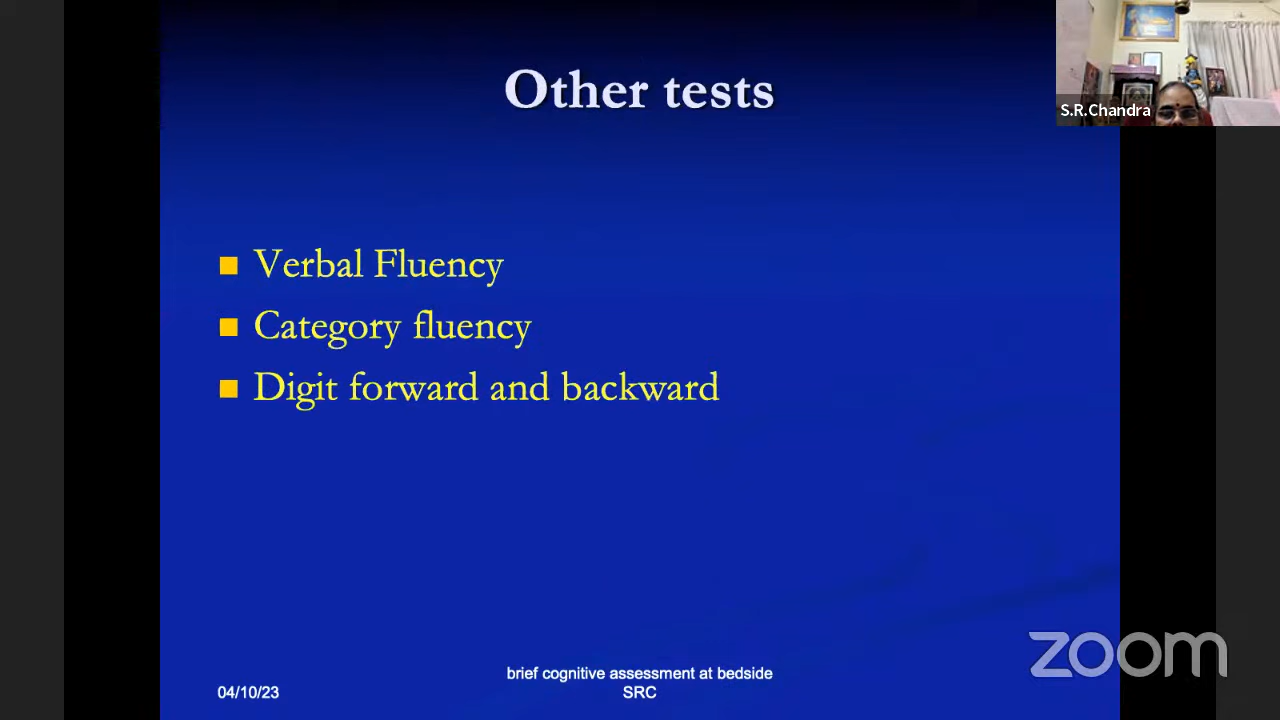 Other tests
S.R.Chandra
Verbal Fluency
Category fluency
Digit forward and backward
04/10/23
brief cognitive assessment at bedside
SRC
zoom